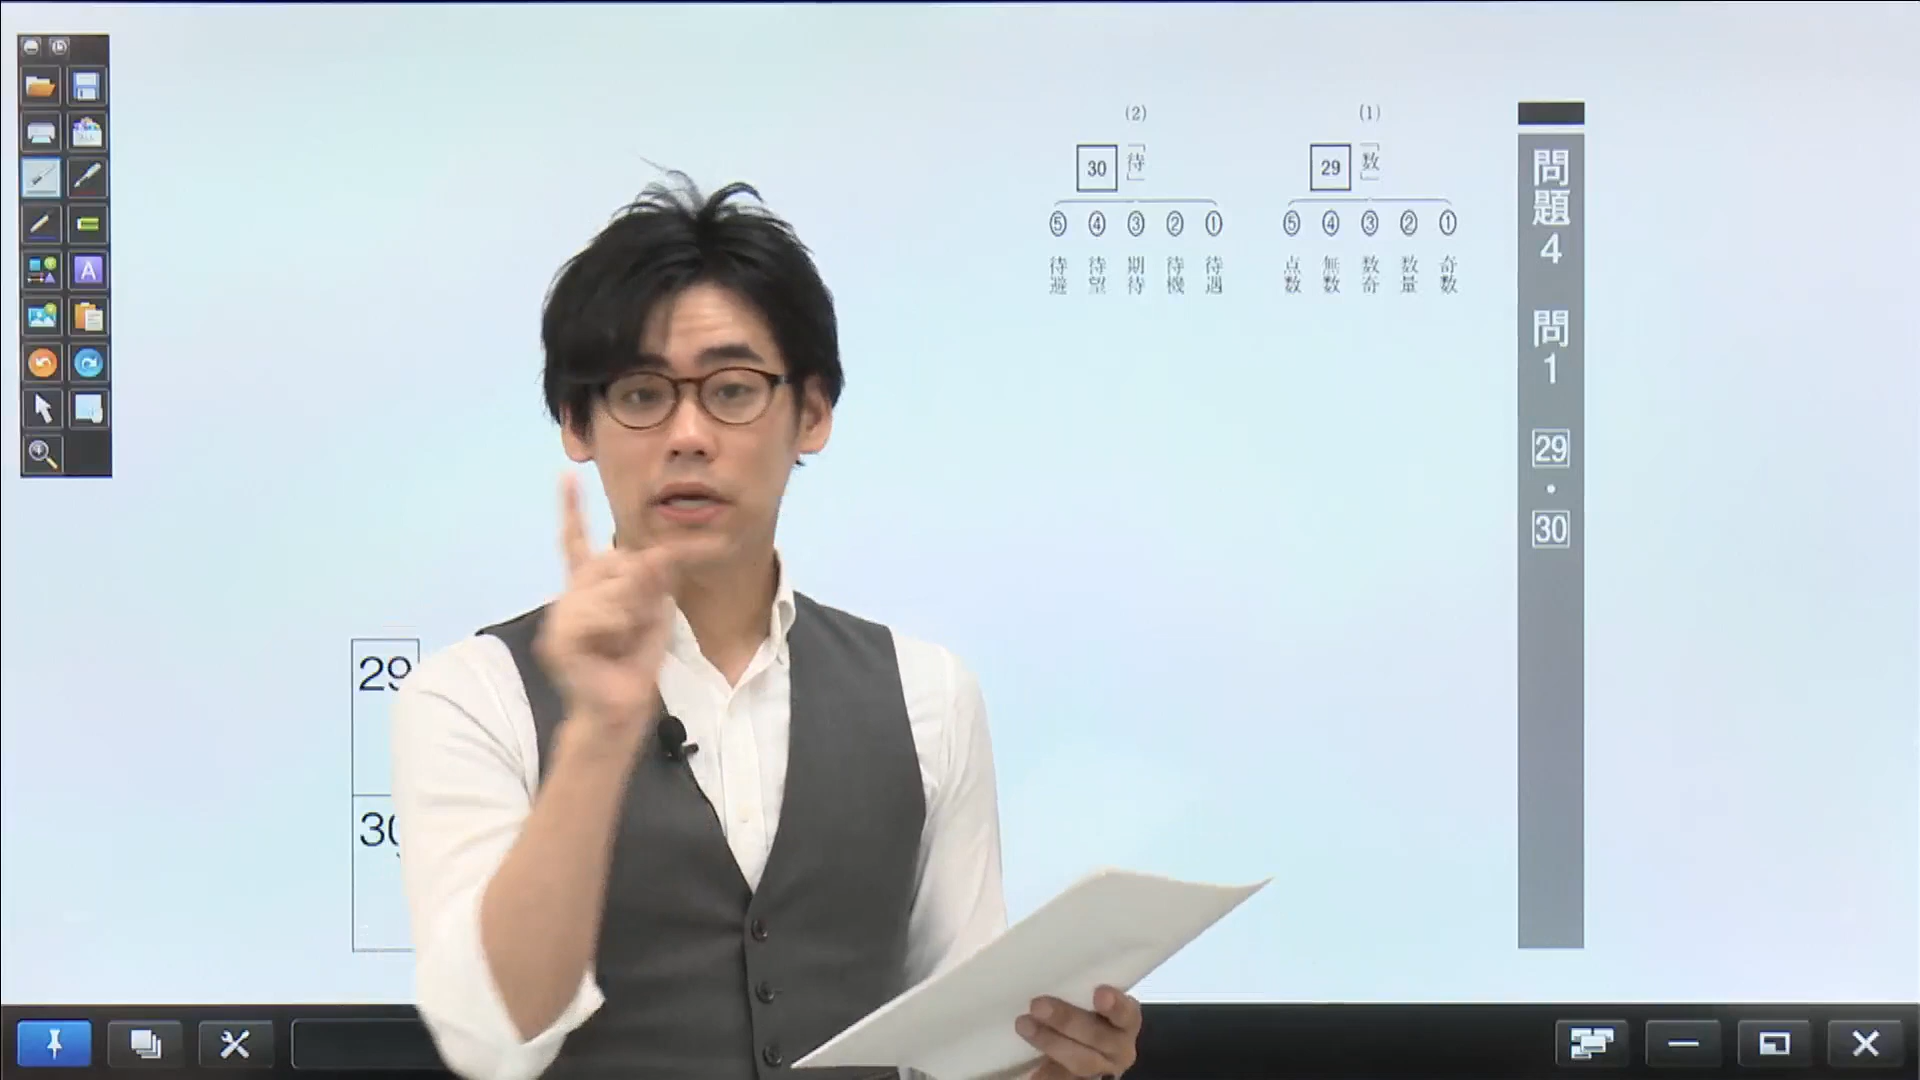 問題4 問1 29・30
(1)
「数」
29
① 奇数
② 数量
③ 数奇
④ 無数
⑤ 点数
(2)
「待」
30
① 待遇
② 待機
③ 期待
④ 待望
⑤ 待避
29
30